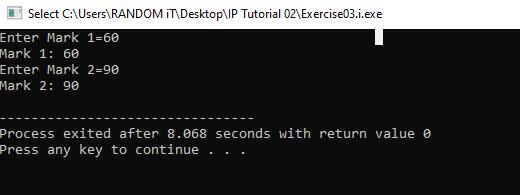 Select C:\Users\RANDOM iT\Desktop\IP Tutorial 02\Exercise03.i.exe
Enter Mark 1=60
Mark 1: 60
Enter Mark 2=90
Mark 2: 90
--------------------------------
Process exited after 8.068 seconds with return value 0
Press any key to continue . . .